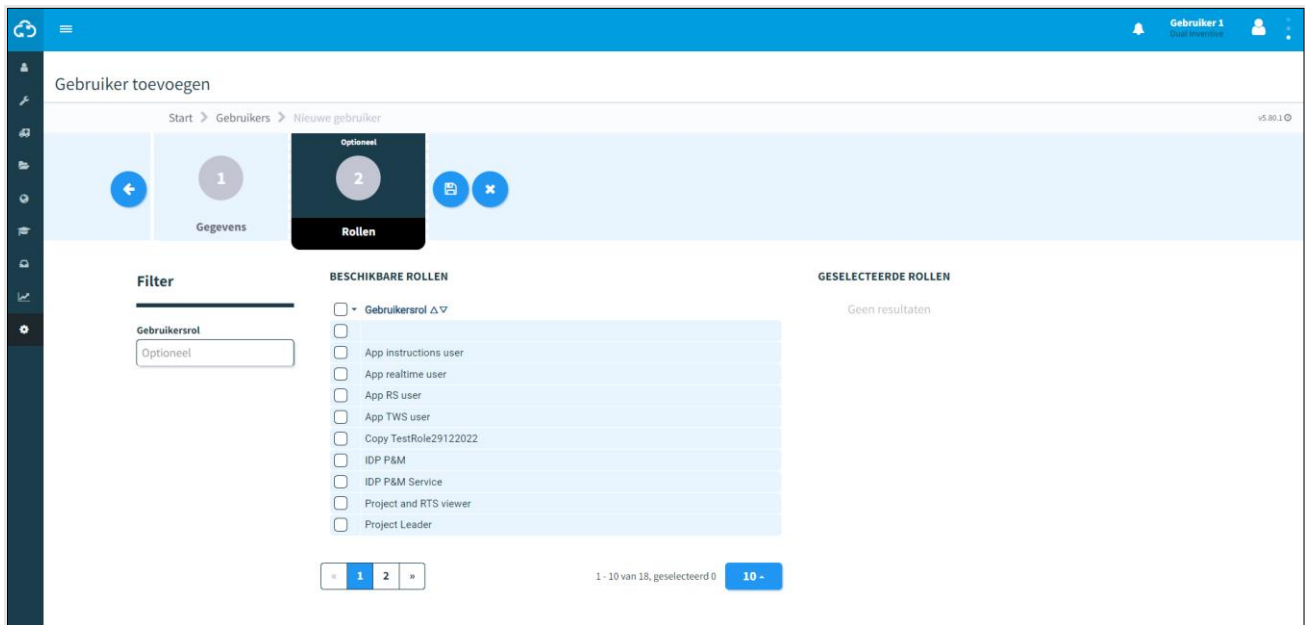 Gebruiker 1
Dual Inventive
Gebruiker toevoegen
Start > Gebruikers > Nieuwe gebruiker
v5.80.1
1
Gegevens
Optioneel
2
Rollen
Filter
Gebruikersrol
Optioneel
BESCHIKBARE ROLLEN
Gebruikersrol
App instructions user
App realtime user
App RS user
App TWS user
Copy TestRole29122022
IDP P&M
IDP P&M Service
Project and RTS viewer
Project Leader
« 1 2 »
1 - 10 van 18, geselecteerd 0
10
GESELECTEERDE ROLLEN
Geen resultaten